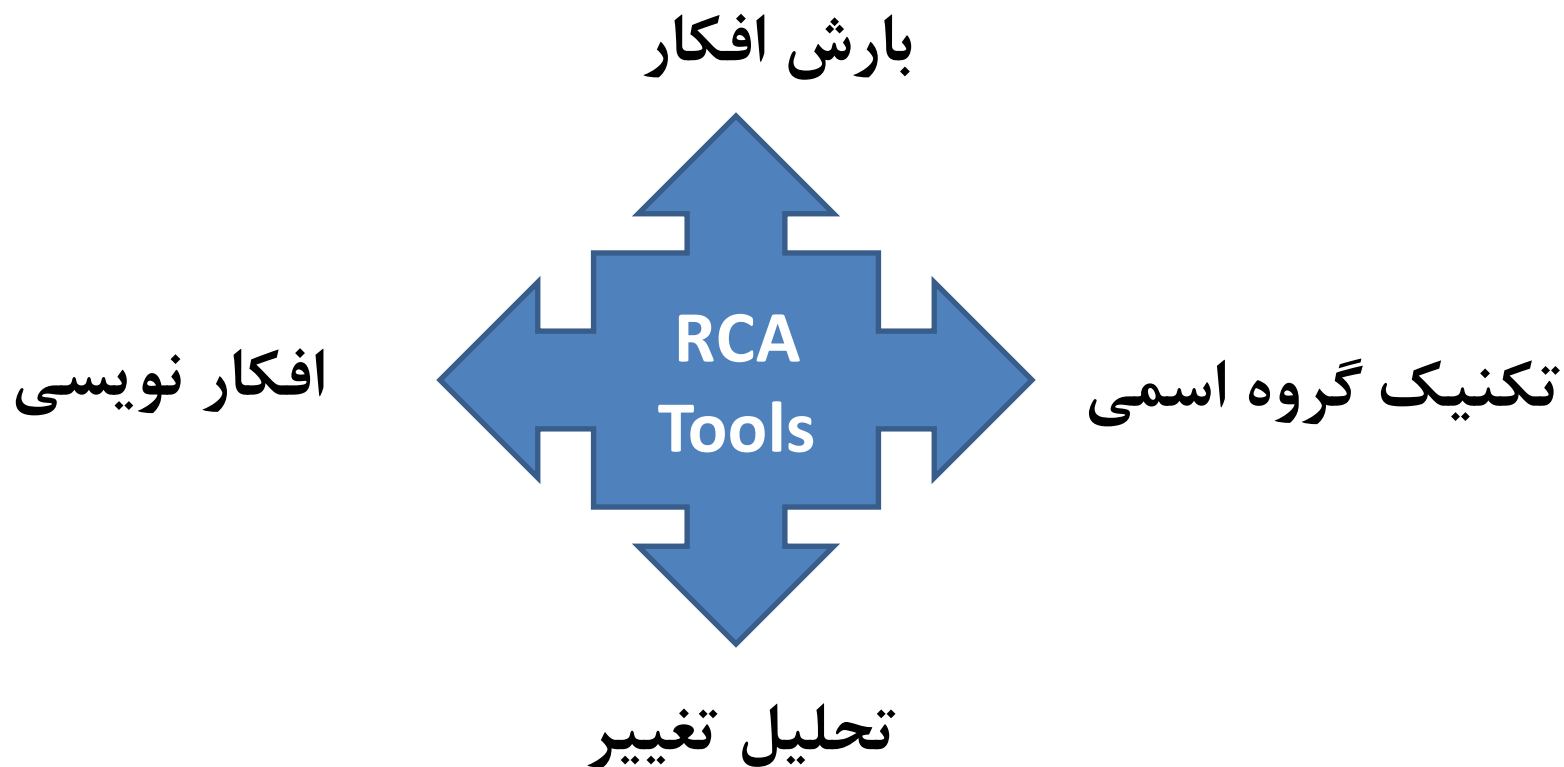 بارش افکار
RCA
Tools
تکنیک گروه اسمی
افکار نویسی
تحلیل تغییر